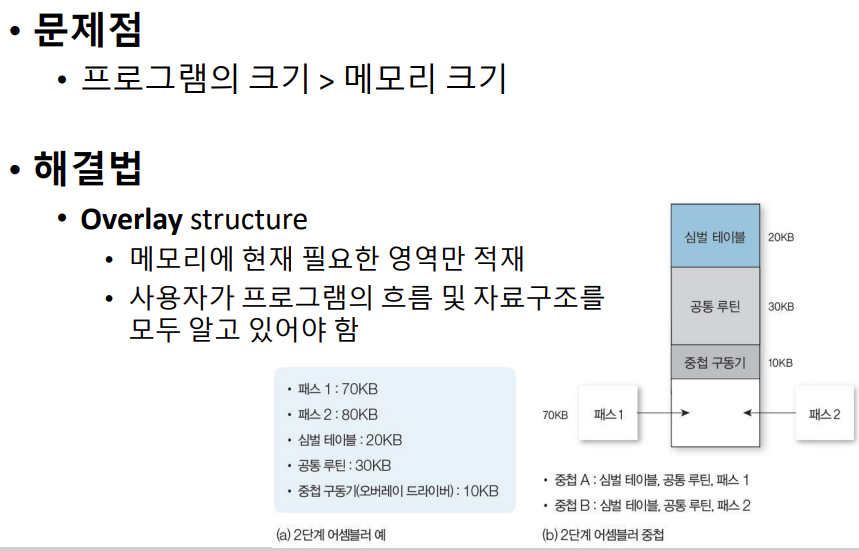 • 문제점
• 프로그램의 크기 > 메모리 크기
• 해결법
• Overlay structure
• 메모리에 현재 필요한 영역만 적재
• 사용자가 프로그램의 흐름 및 자료구조를
모두 알고 있어야 함
• 패스 1 : 70KB
• 패스 2 : 80KB
• 심벌 테이블 : 20KB
• 공통 루틴 : 30KB
• 중첩 구동기(오버레이 드라이버) : 10KB
(a) 2단계 어셈블러 예
심벌 테이블 20KB
공통 루틴 30KB
중첩 구동기 10KB
70KB 패스 1 패스 2
• 중첩 A : 심벌 테이블, 공통 루틴, 패스 1
• 중첩 B : 심벌 테이블, 공통 루틴, 패스 2
(b) 2단계 어셈블러 중첩